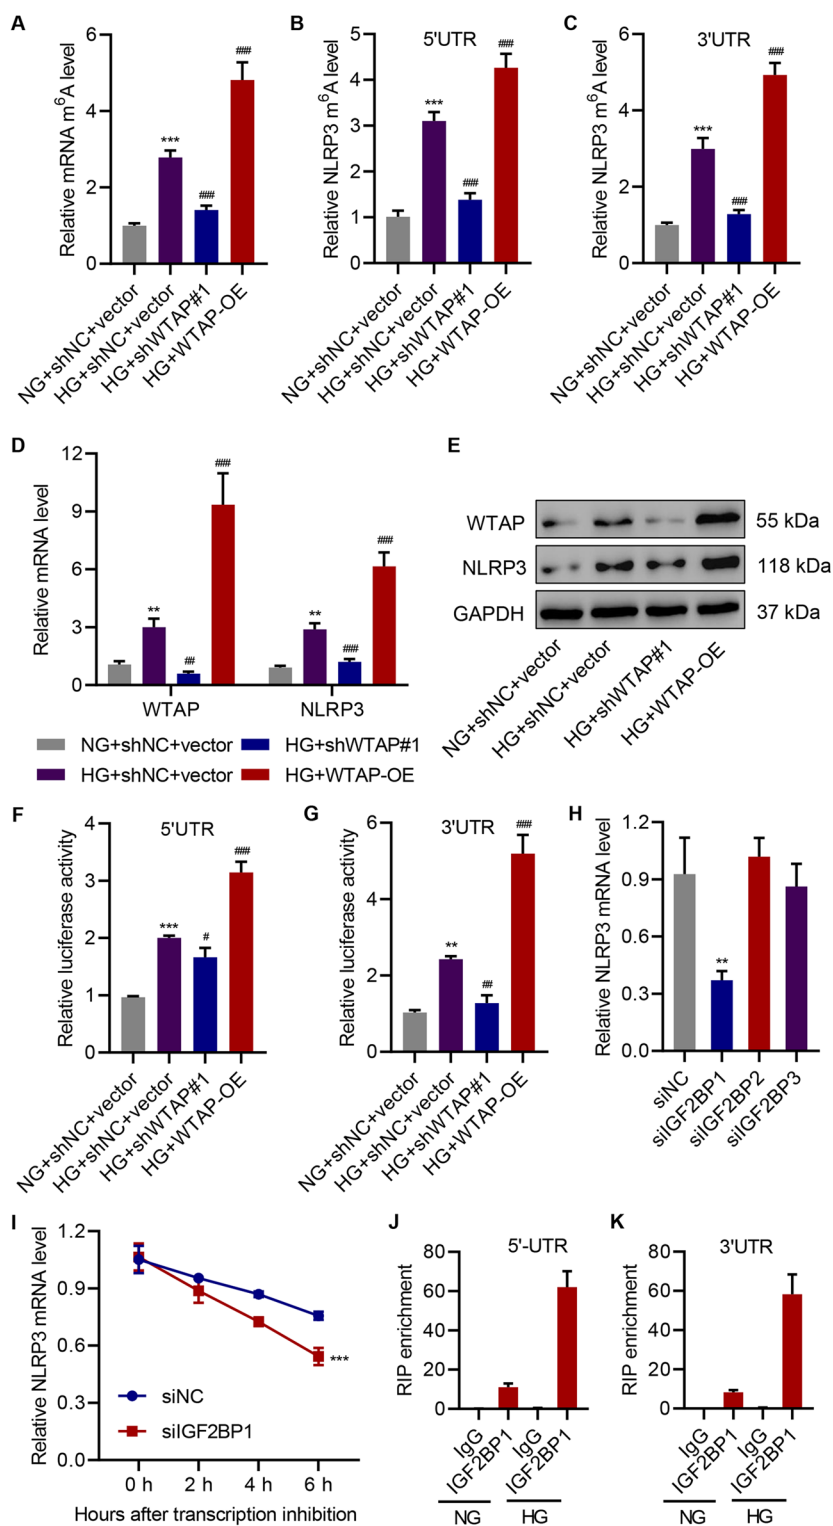 A
Relative mRNA m6A level
6
4
2
0
***
###
###
NG+shNC+vector
HG+shNC+vector
HG+shWTAP#1
HG+WTAP-OE
B
5'UTR
Relative NLRP3 m6A level
5
4
3
2
1
0
***
###
###
NG+shNC+vector
HG+shNC+vector
HG+shWTAP#1
HG+WTAP-OE
C
3'UTR
Relative NLRP3 m6A level
6
4
2
0
***
###
###
NG+shNC+vector
HG+shNC+vector
HG+shWTAP#1
HG+WTAP-OE
D
Relative mRNA level
12
9
6
3
0
**
##
###
**
###
###
WTAP
NLRP3
NG+shNC+vector
HG+shWTAP#1
HG+shNC+vector
HG+WTAP-OE
E
WTAP
55 kDa
NLRP3
118 kDa
GAPDH
37 kDa
NG+shNC+vector
HG+shNC+vector
HG+shWTAP#1
HG+WTAP-OE
F
5'UTR
Relative luciferase activity
4
3
2
1
0
***
#
###
NG+shNC+vector
HG+shNC+vector
HG+shWTAP#1
HG+WTAP-OE
G
3'UTR
Relative luciferase activity
6
4
2
0
**
##
###
NG+shNC+vector
HG+shNC+vector
HG+shWTAP#1
HG+WTAP-OE
H
Relative NLRP3 mRNA level
1.2
0.9
0.6
0.3
0.0
**
siNC
siIGF2BP1
siIGF2BP2
siIGF2BP3
I
Relative NLRP3 mRNA level
1.2
0.9
0.6
0.3
0.0
***
siNC
siIGF2BP1
0 h
2 h
4 h
6 h
Hours after transcription inhibition
J
5'-UTR
RIP enrichment
80
60
40
20
0
IgG
IGF2BP1
IgG
IGF2BP1
NG
HG
K
3'UTR
RIP enrichment
80
60
40
20
0
IgG
IGF2BP1
IgG
IGF2BP1
NG
HG